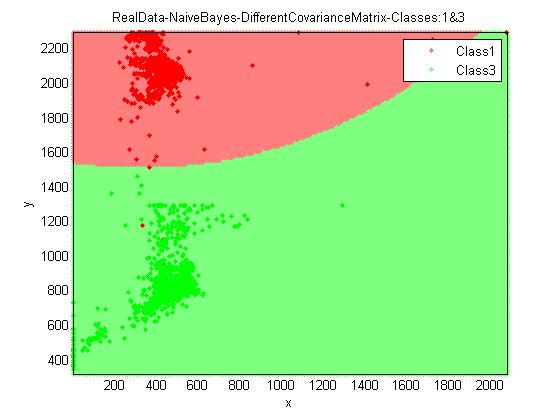 RealData-NaiveBayes-DifferentCovarianceMatrix-Classes:1&3
Class1
Class3
2200
2000
1800
1600
1400
1200
1000
800
600
400
y
200 400 600 800 1000 1200 1400 1600 1800 2000
x